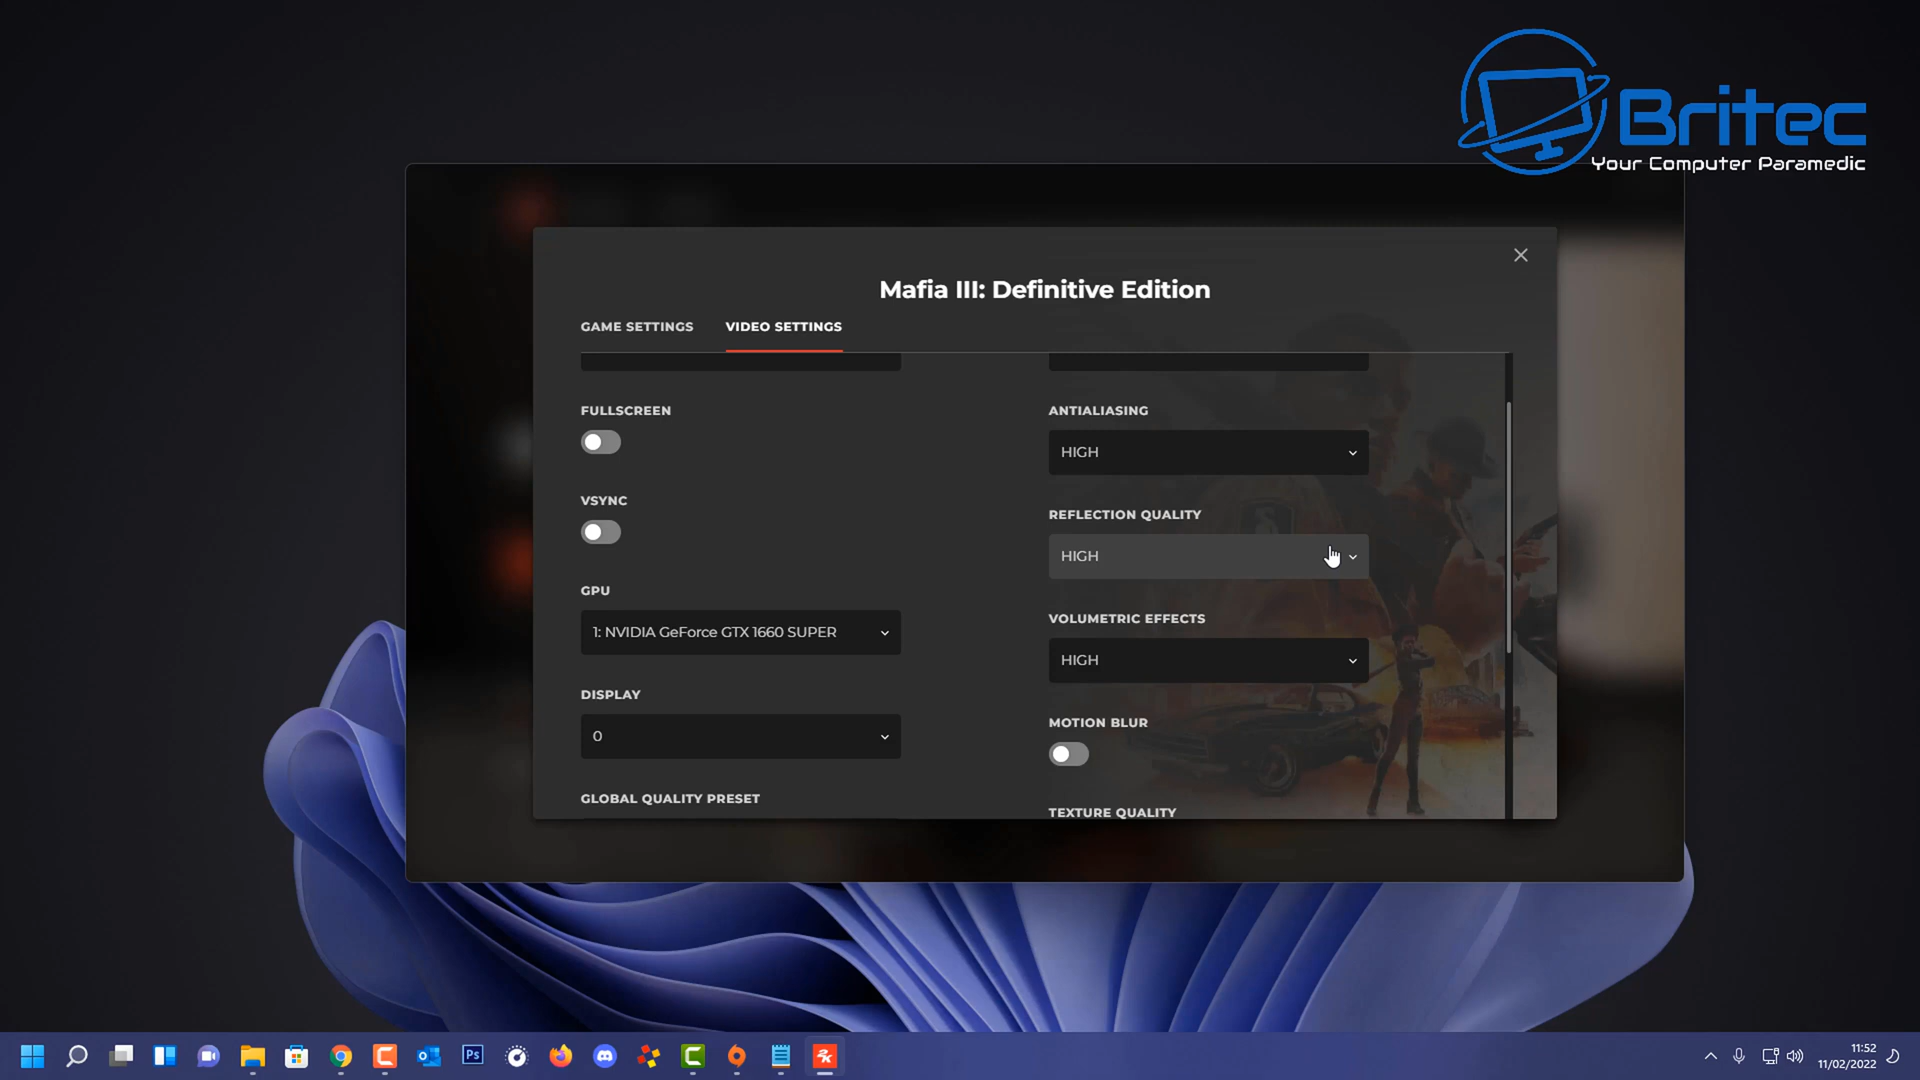 Britec
Your Computer Paramedic
Mafia III: Definitive Edition
GAME SETTINGS
VIDEO SETTINGS
FULLSCREEN
VSYNC
GPU
1: NVIDIA GeForce GTX 1660 SUPER
DISPLAY
0
GLOBAL QUALITY PRESET
ANTIALIASING
HIGH
REFLECTION QUALITY
HIGH
VOLUMETRIC EFFECTS
HIGH
MOTION BLUR
TEXTURE QUALITY
Ps
2K
11:52
11/02/2022